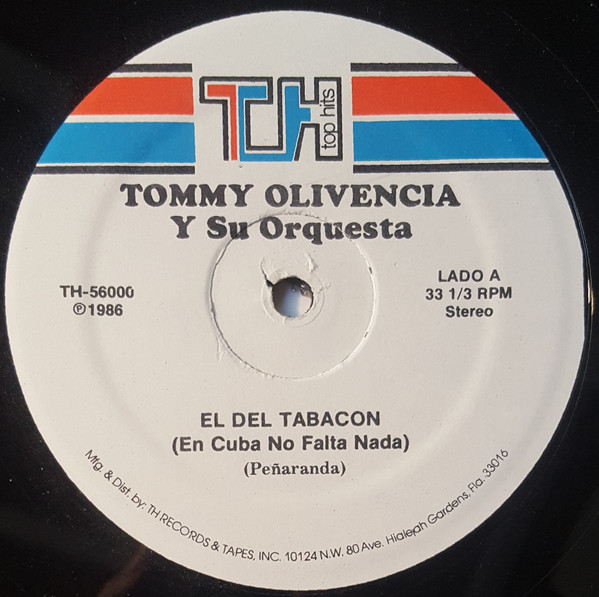 TH
top hits
TOMMY OLIVENCIA
Y Su Orquesta
TH-56000
℗1986
LADO A
33 1/3 RPM
Stereo
EL DEL TABACON
(En Cuba No Falta Nada)
(Peñaranda)
Mfg. & Dist. by: TH RECORDS & TAPES, INC. 10124 N.W. 80 Ave. Hialeah Gardens, Fla. 33016